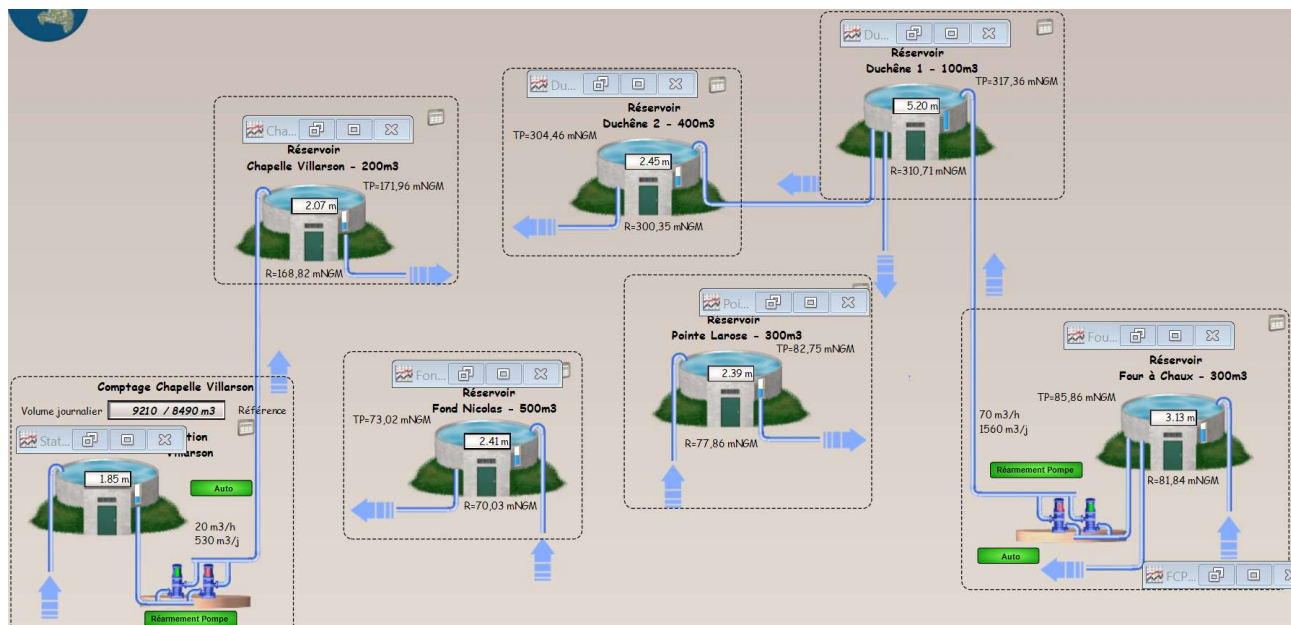 Du...
Réservoir
Duchêne 1 - 100m3
TP=317,36 mNGM
5.20 m
R=310,71 mNGM
Du...
Réservoir
Duchêne 2 - 400m3
TP=304,46 mNGM
2.45 m
R=300,35 mNGM
Cha...
Réservoir
Chapelle Villarson - 200m3
TP=171,96 mNGM
2.07 m
R=168,82 mNGM
Poi...
Réservoir
Pointe Larose - 300m3
TP=82,75 mNGM
2.39 m
R=77,86 mNGM
Fou...
Réservoir
Four à Chaux - 300m3
TP=85,86 mNGM
3.13 m
70 m3/h
1560 m3/j
Réarmement Pompe
R=81,84 mNGM
Auto
FCP...
Fon...
Réservoir
Fond Nicolas - 500m3
TP=73,02 mNGM
2.41 m
R=70,03 mNGM
Comptage Chapelle Villarson
Volume journalier 9210 / 8490 m3 Référence
Stat...
Villarson
1.85 m
Auto
20 m3/h
530 m3/j
Réarmement Pompe